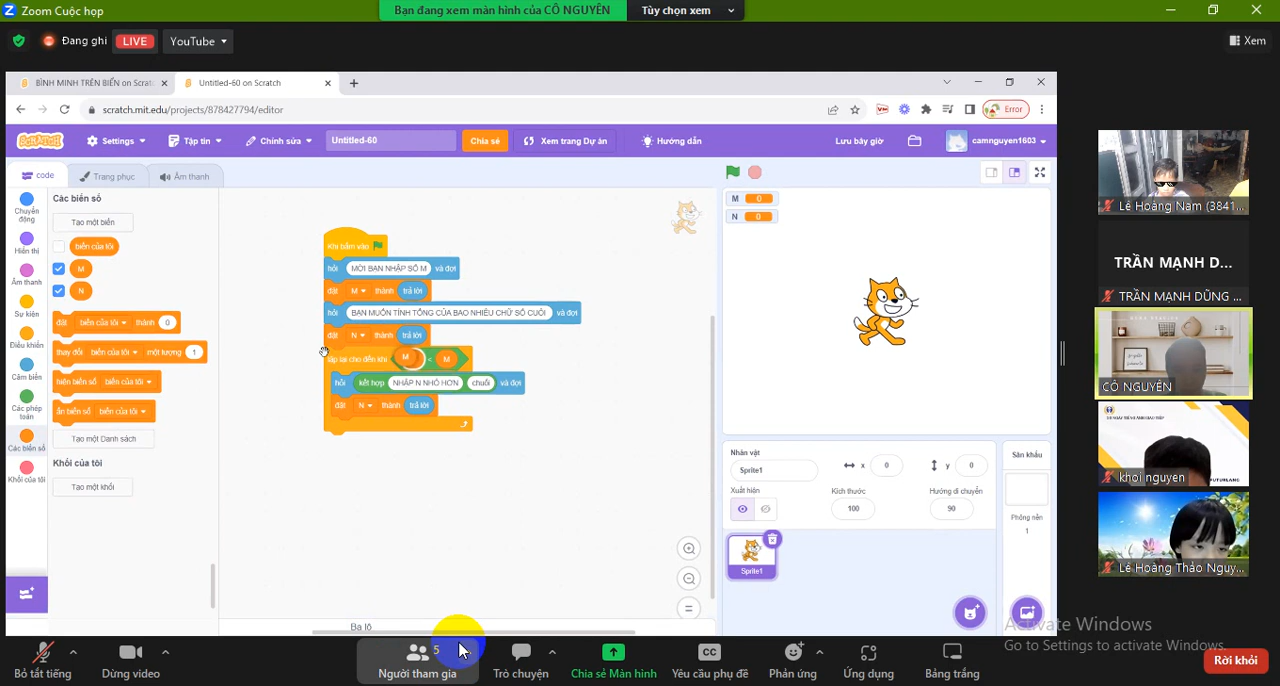 Zoom Cuộc họp
Bạn đang xem màn hình của CÔ NGUYÊN
Tùy chọn xem
Đang ghi
LIVE
YouTube
Xem
BÌNH MINH TRÊN BIỂN on Scrat
Untitled-60 on Scratch
scratch.mit.edu/projects/878427794/editor
Error
SCRATCH
Settings
Tập tin
Chỉnh sửa
Untitled-60
Chia sẻ
Xem trang Dự án
Hướng dẫn
Lưu bây giờ
camnguyen1603
code
Trang phục
Âm thanh
Chuyển động
Hiển thị
Âm thanh
Sự kiện
Điều khiển
Cảm biến
Các phép toán
Các biến số
Khối của tôi
Các biến số
Tạo một biến
biến của tôi
M
N
đặt biến của tôi thành 0
thay đổi biến của tôi một lượng 1
hiện biến số biến của tôi
ẩn biến số biến của tôi
Tạo một Danh sách
Khối của tôi
Tạo một khối
Khi bấm vào
hỏi MỜI BẠN NHẬP SỐ M và đợi
đặt M thành trả lời
hỏi BẠN MUỐN TÍNH TỔNG CỦA BAO NHIÊU CHỮ SỐ CUỐI và đợi
đặt N thành trả lời
lặp lại cho đến khi M < M
hỏi kết hợp NHẬP N NHỎ HƠN chuối và đợi
đặt N thành trả lời
Ba lô
M 0
N 0
Nhân vật
Sprite1
x 0
y 0
Xuất hiện
Kích thước
100
Hướng di chuyển
90
Sprite1
Sân khấu
Phông nền
1
Lê Hoàng Nam (3841...
TRẦN MẠNH D...
TRẦN MẠNH DŨNG ...
CÔ NGUYÊN
khoi nguyen
Lê Hoàng Thảo Nguy...
Activate Windows
Go to Settings to activate Windows.
Bỏ tắt tiếng
Dừng video
5
Người tham gia
Trò chuyện
Chia sẻ Màn hình
CC
Yêu cầu phụ đề
Phản ứng
Ứng dụng
Bảng trắng
Rời khỏi